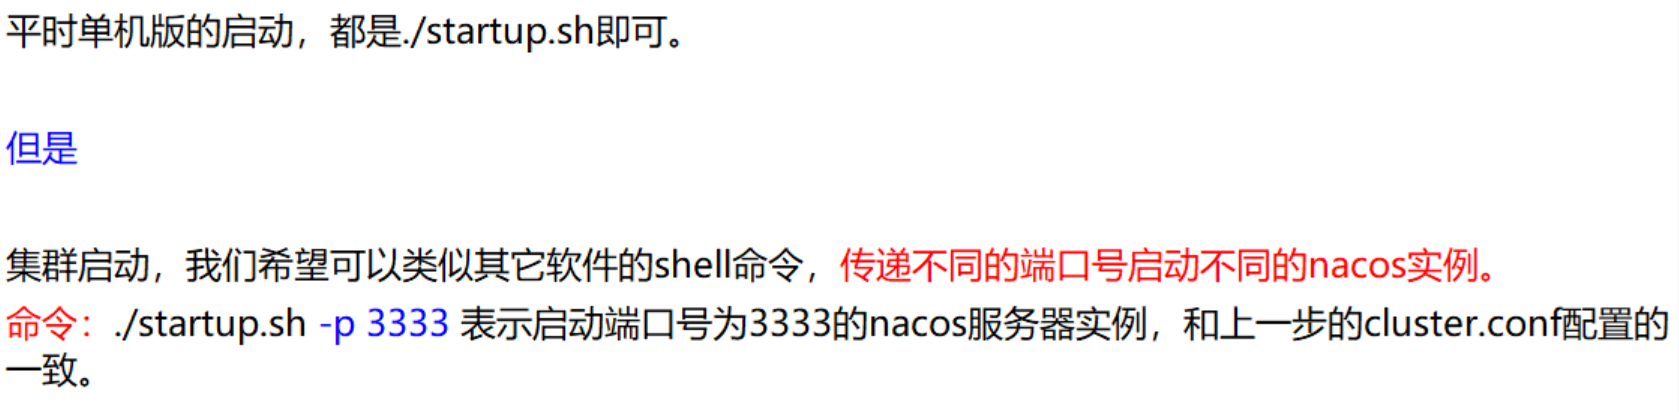 平时单机版的启动，都是./startup.sh即可。
但是
集群启动，我们希望可以类似其它软件的shell命令，传递不同的端口号启动不同的nacos实例。
命令：./startup.sh -p 3333 表示启动端口号为3333的nacos服务器实例，和上一步的cluster.conf配置的
一致。